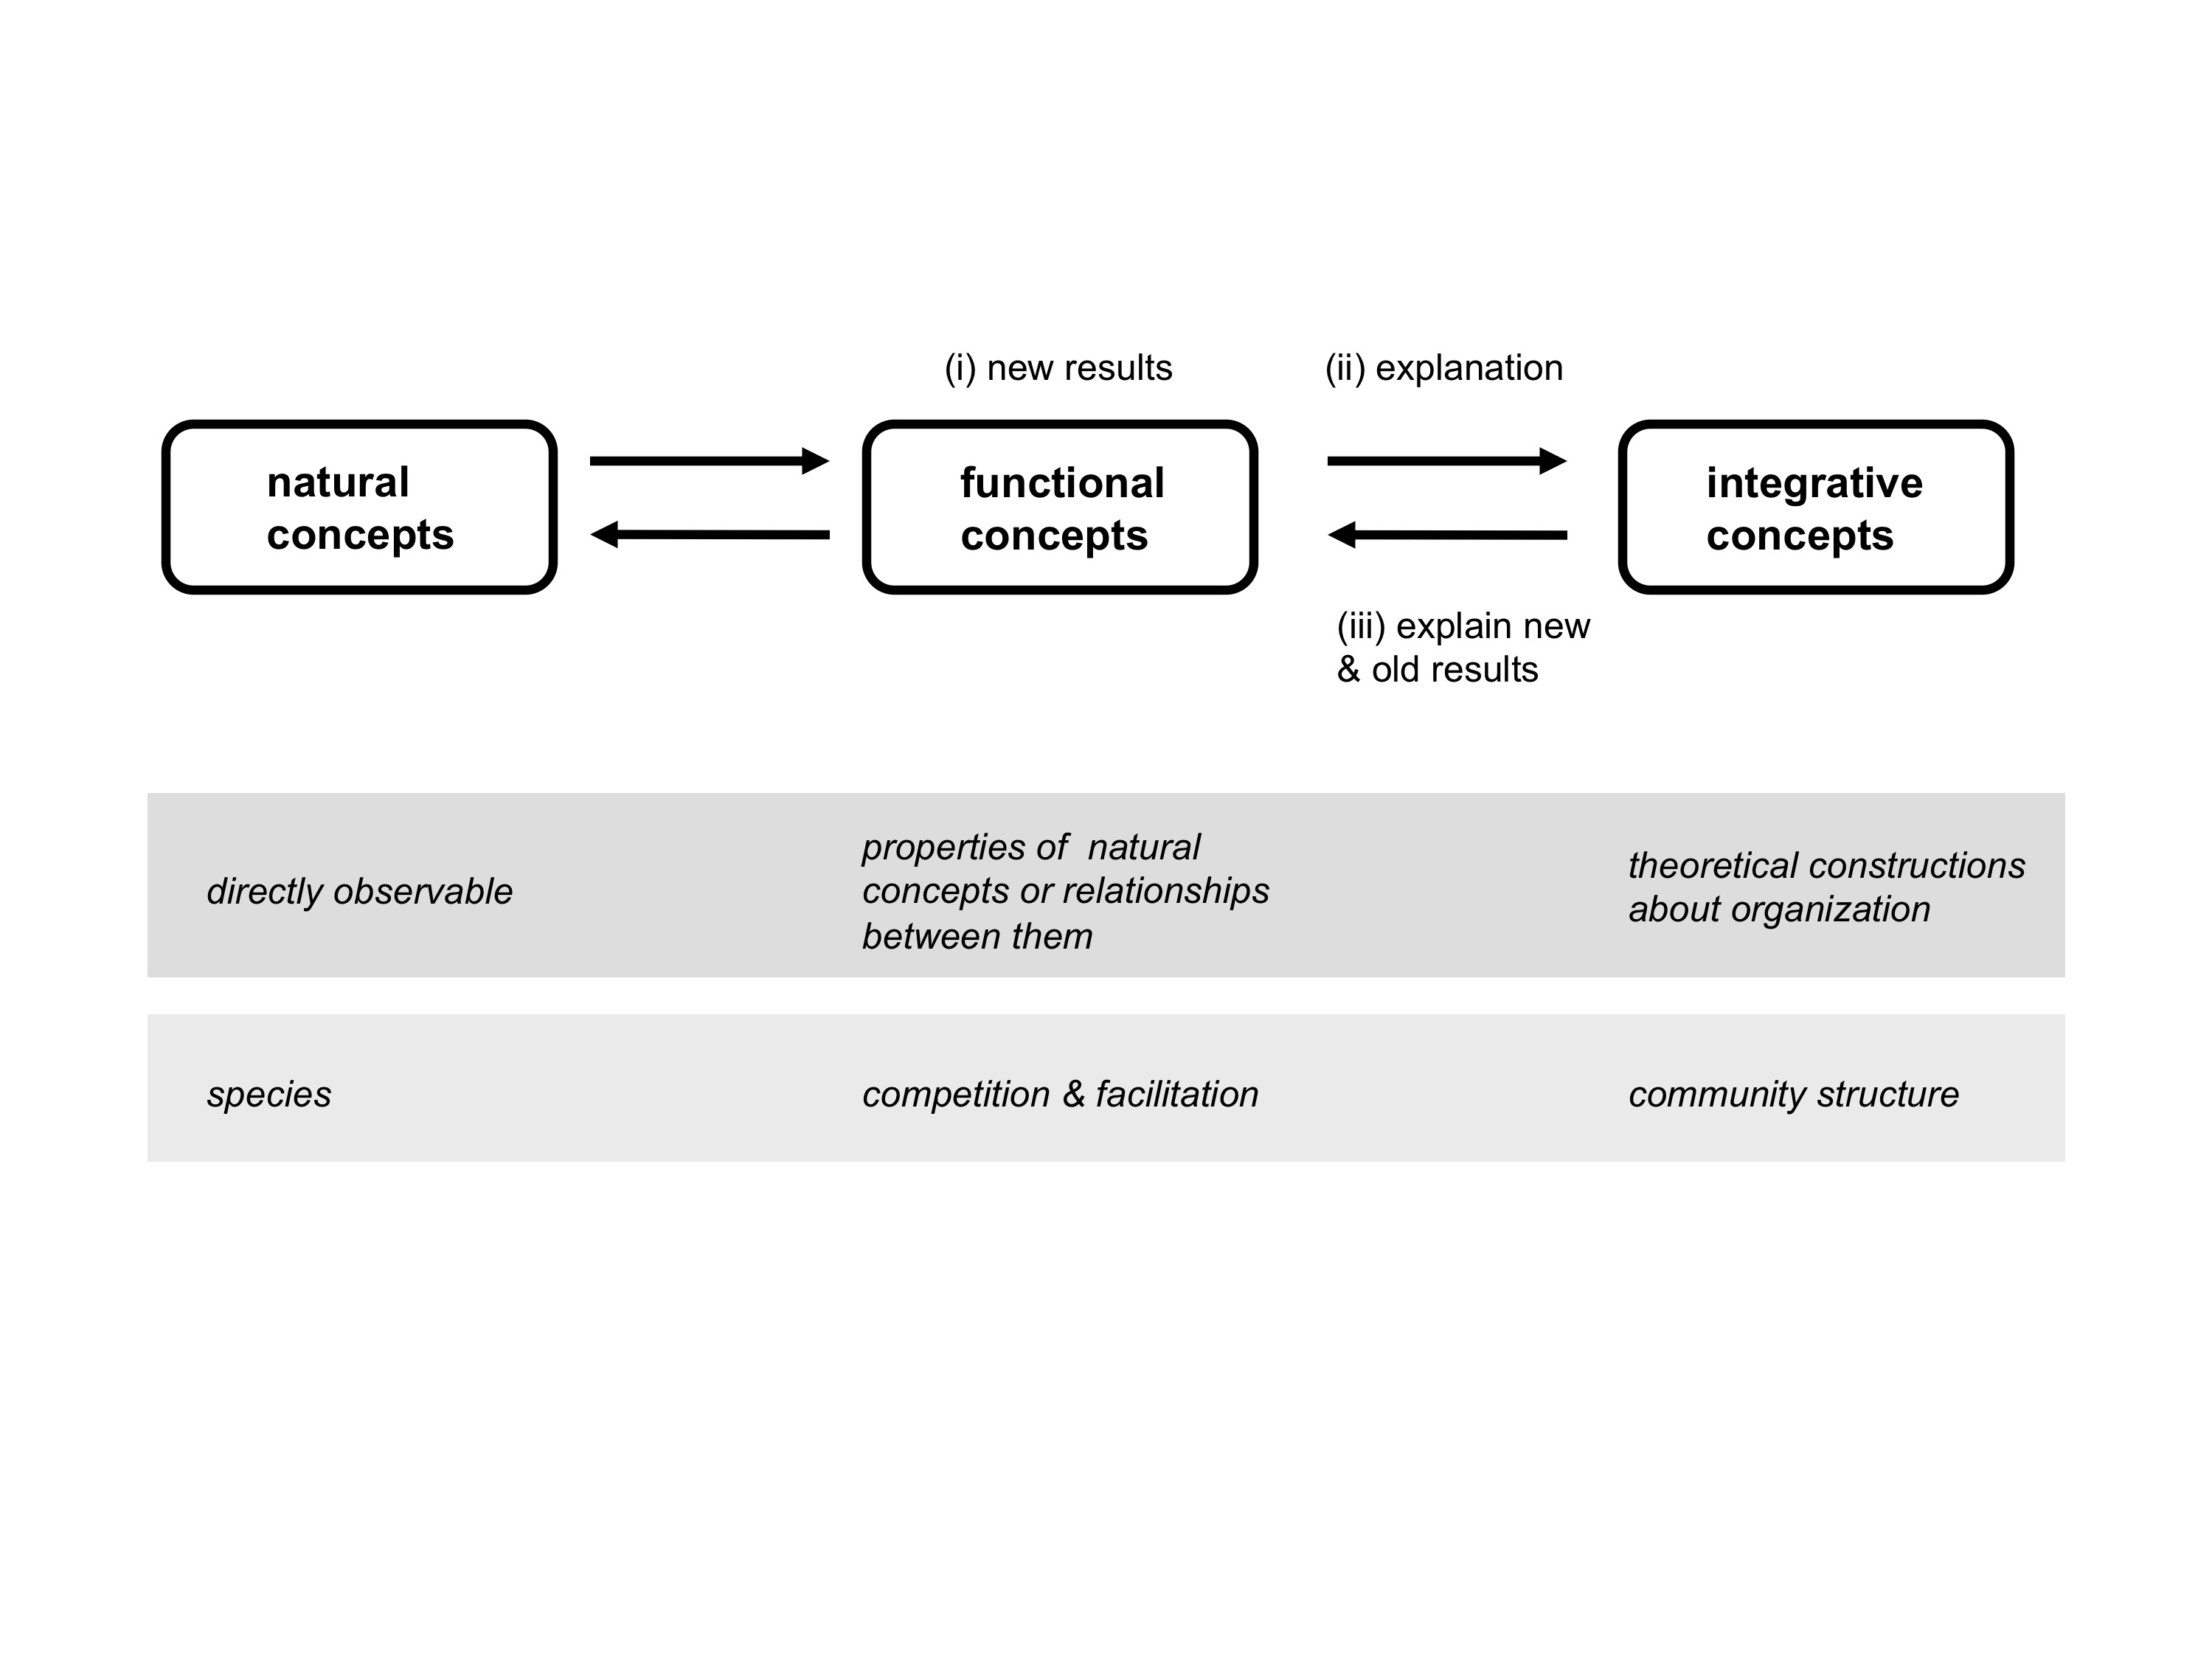 (i) new results
(ii) explanation
natural
concepts
functional
concepts
integrative
concepts
(iii) explain new
& old results
directly observable
properties of  natural
concepts or relationships
between them
theoretical constructions
about organization
species
competition & facilitation
community structure